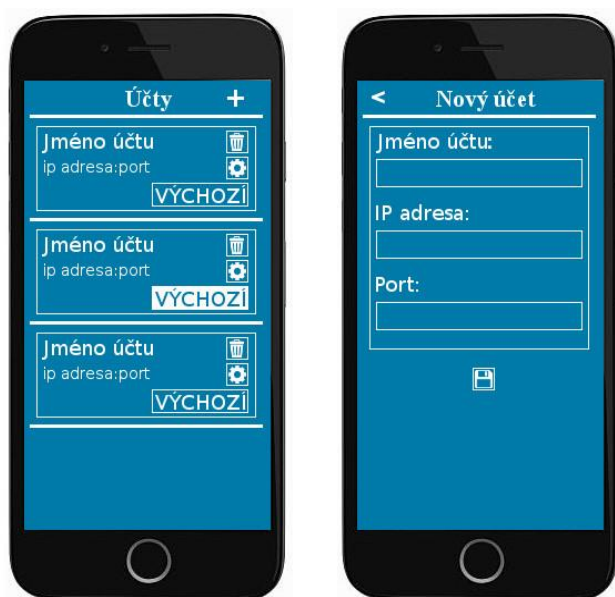 Účty +
Jméno účtu
ip adresa:port
VÝCHOZÍ
Jméno účtu
ip adresa:port
VÝCHOZÍ
Jméno účtu
ip adresa:port
VÝCHOZÍ
< Nový účet
Jméno účtu:
IP adresa:
Port: